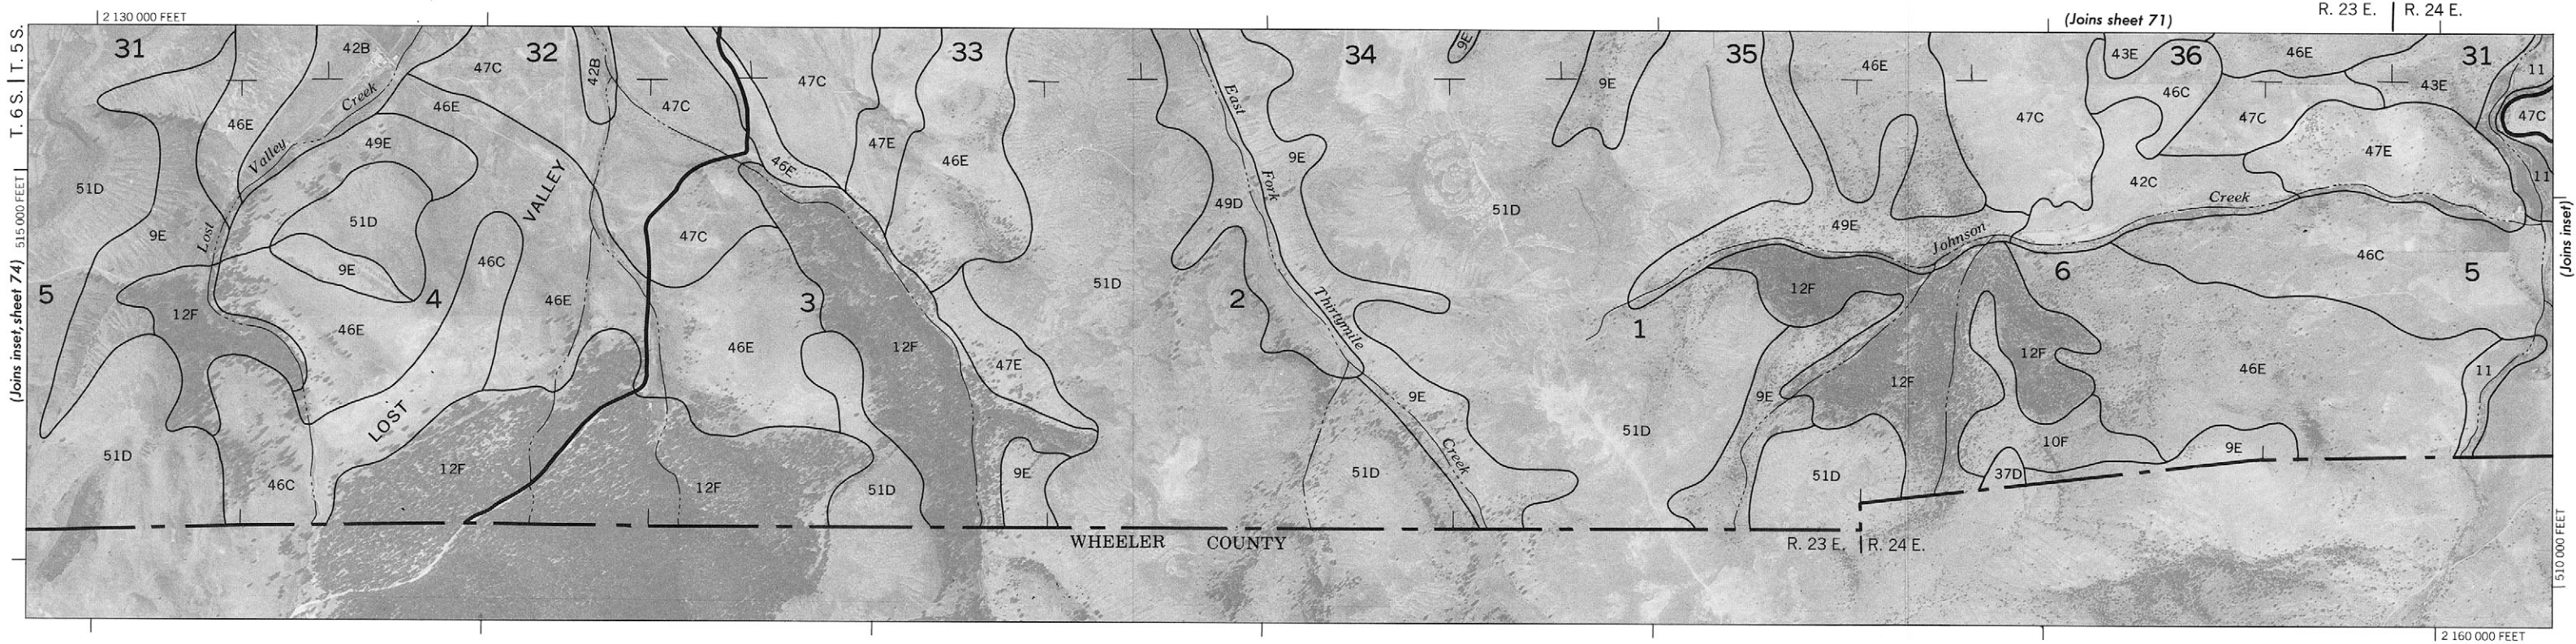 2 130 000 FEET
(Joins sheet 71)
R. 23 E. | R. 24 E.
T. 6 S. | T. 5 S.
515 000 FEET
(Joins inset, sheet 74)
31
42B
47C
32
42B
47C
47C
33
34
9E
9E
35
46E
43E
36
46E
31
43E
11
46E
Valley
Creek
46E
49E
47E
46E
East
9E
47C
46C
47C
47C
47E
51D
46E
VALLEY
Fork
51D
42C
11
9E
Lost
51D
9E
46C
47C
49D
49E
Johnson
Creek
5
12F
46E
4
46E
3
51D
2
Thirtymile
1
12F
6
46C
5
(Joins inset)
46E
12F
47E
9E
9E
12F
12F
46E
11
LOST
51D
46C
12F
12F
51D
9E
51D
Creek
51D
51D
10F
37D
9E
WHEELER COUNTY
R. 23 E. | R. 24 E.
510 000 FEET
2 160 000 FEET